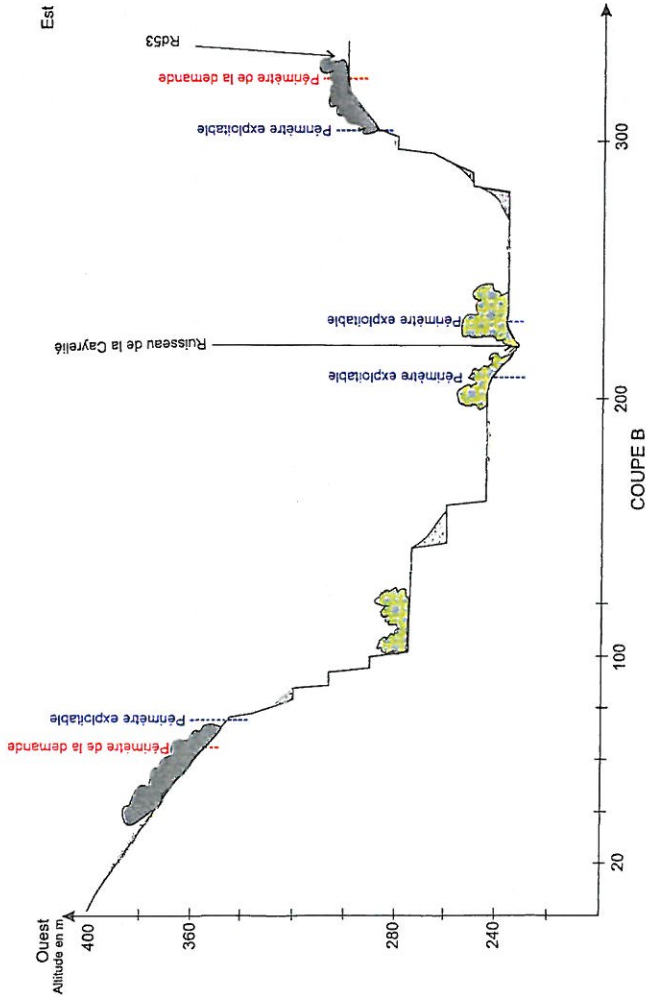 Ouest
Altitude en m
400
360
280
240
Est
Périmètre de la demande
Périmètre exploitable
Périmètre exploitable
Ruisseau de la Cayrelié
Périmètre exploitable
Périmètre exploitable
Périmètre de la demande
Rd53
20
100
200
300
COUPE B